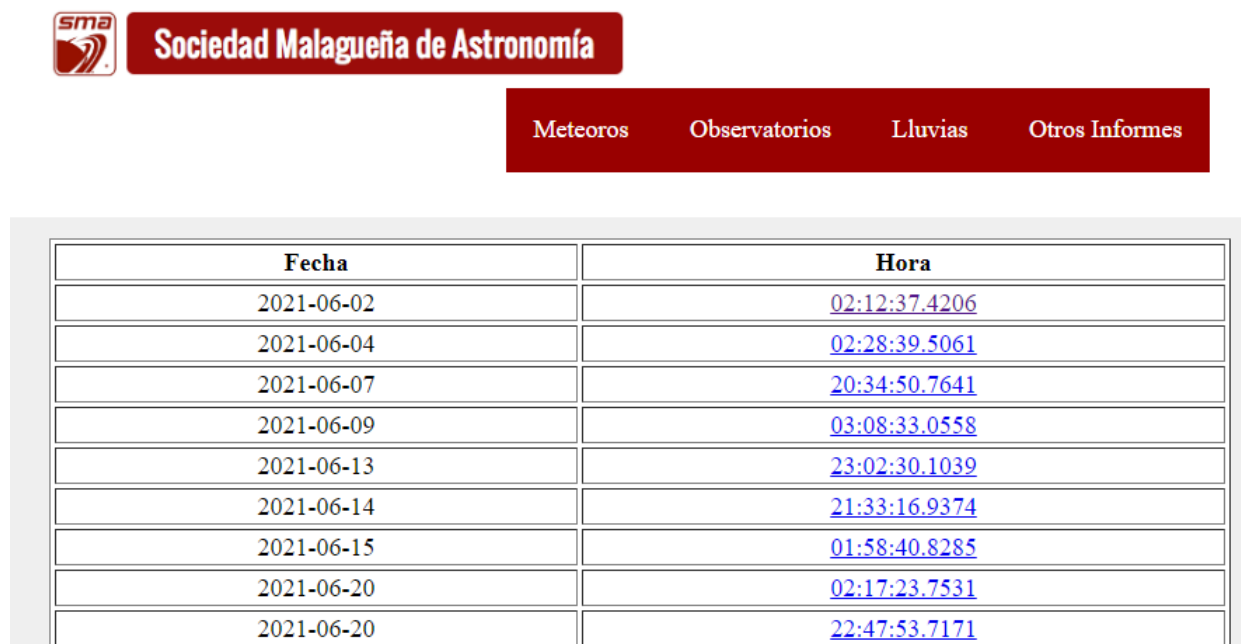 sma
Sociedad Malagueña de Astronomía
Meteoros Observatorios Lluvias Otros Informes
Fecha Hora
2021-06-02 02:12:37.4206
2021-06-04 02:28:39.5061
2021-06-07 20:34:50.7641
2021-06-09 03:08:33.0558
2021-06-13 23:02:30.1039
2021-06-14 21:33:16.9374
2021-06-15 01:58:40.8285
2021-06-20 02:17:23.7531
2021-06-20 22:47:53.7171